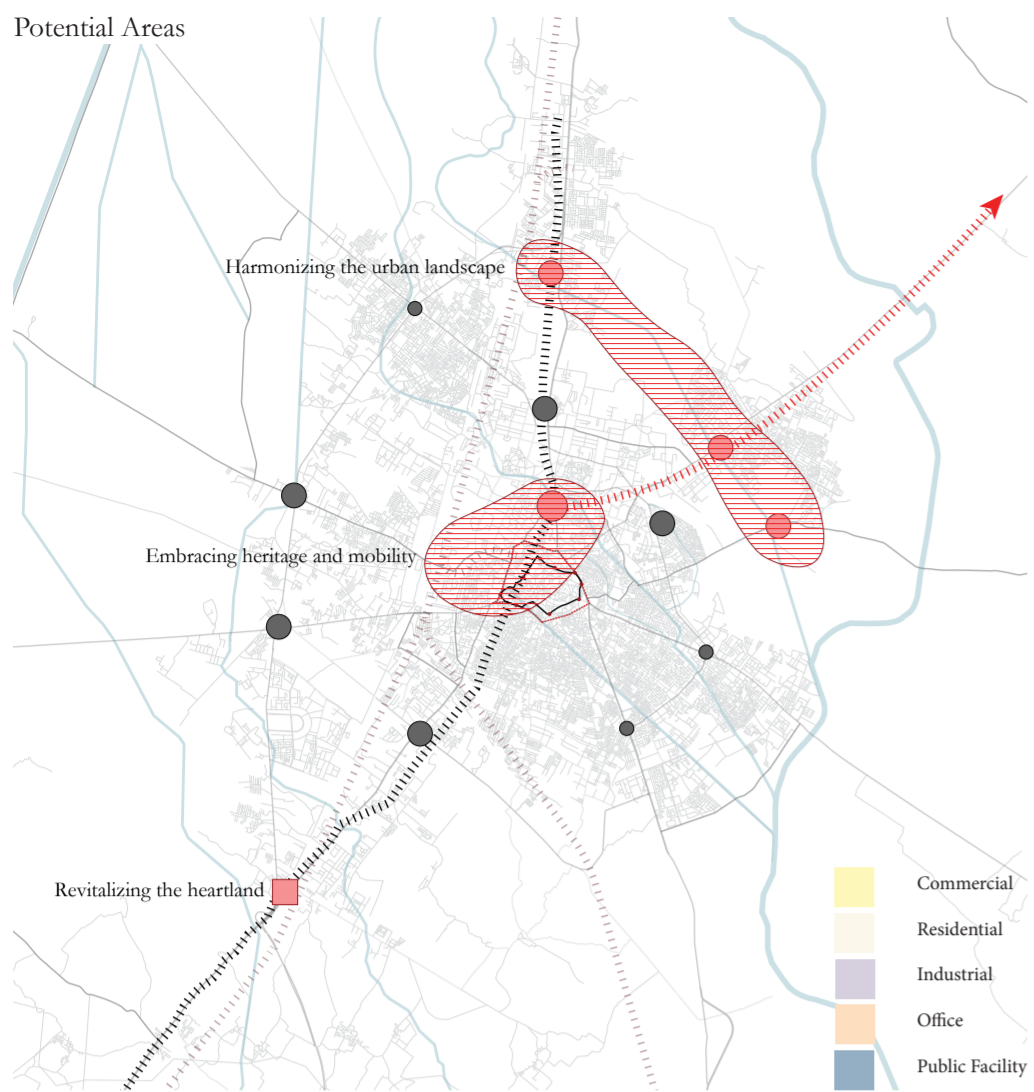 Potential Areas
Harmonizing the urban landscape
Embracing heritage and mobility
Revitalizing the heartland
Commercial
Residential
Industrial
Office
Public Facility